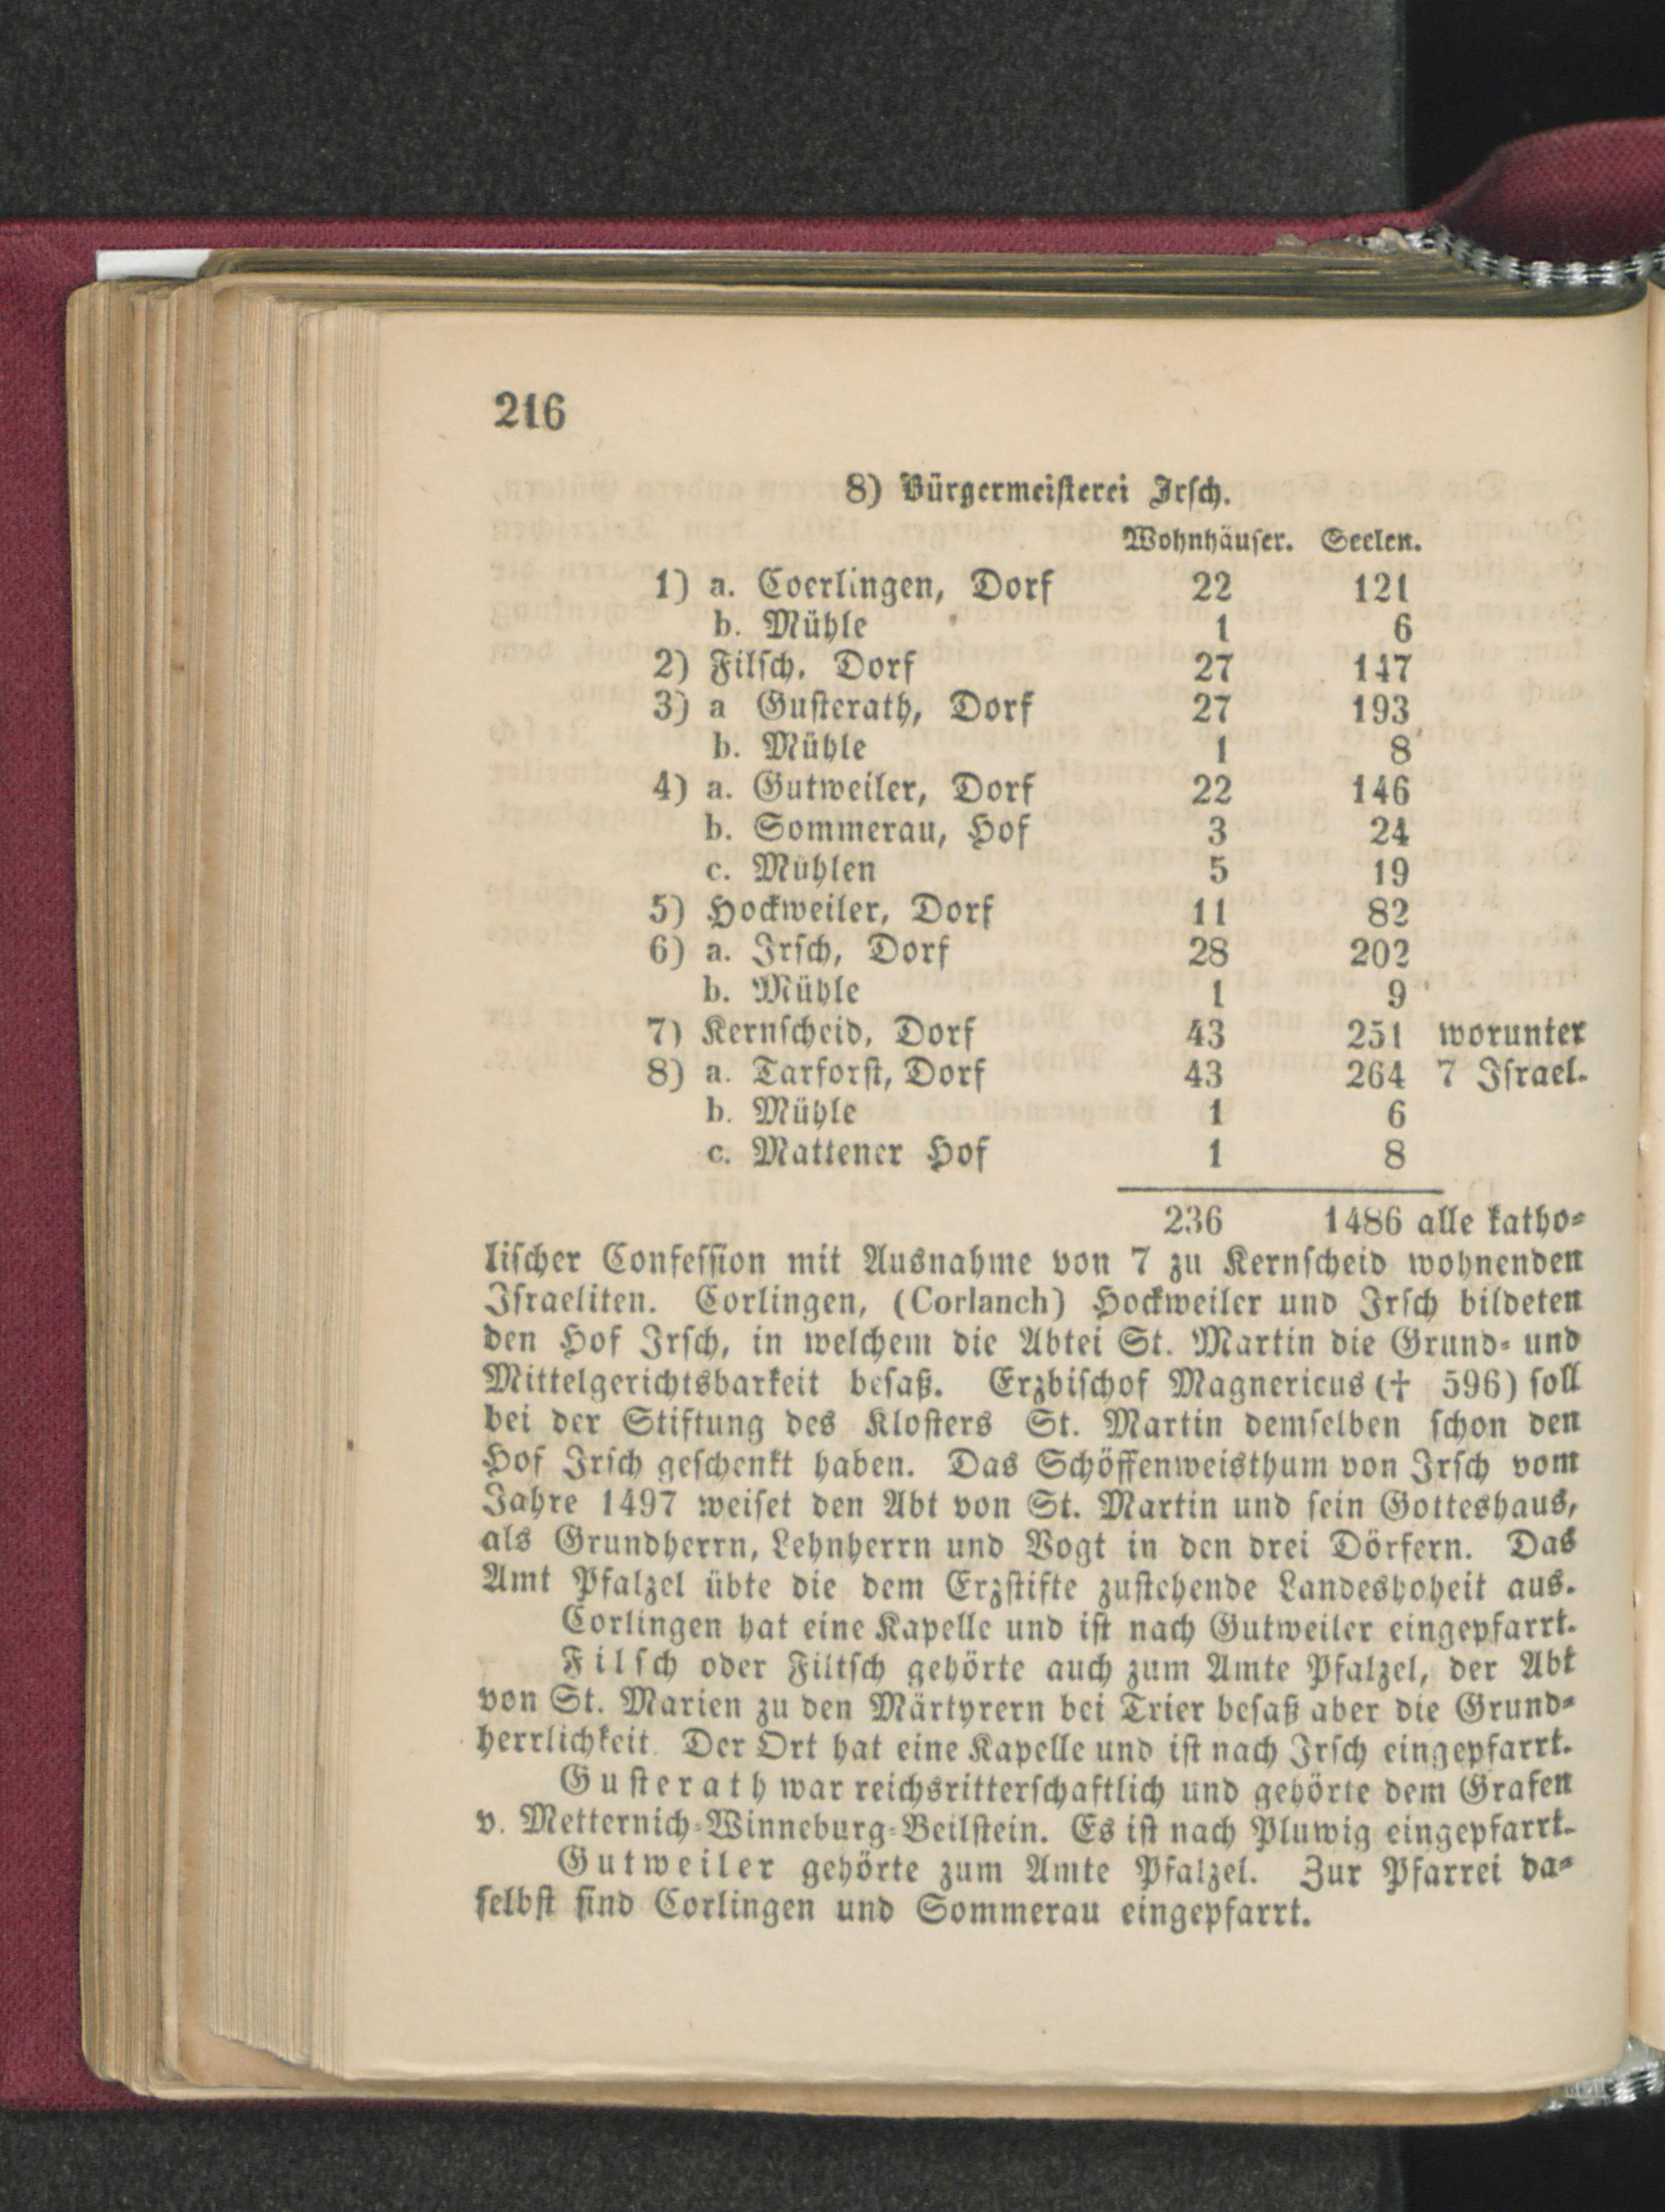 216
8) Bürgermeisterei Irsch.
Wohnhäuser. Seelen.
1) a. Coerlingen, Dorf 22 121
b. Mühle 1 6
2) Filsch, Dorf 27 147
3) a Gusterath, Dorf 27 193
b. Mühle 1 8
4) a. Gutweiler, Dorf 22 146
b. Sommerau, Hof 3 24
c. Mühlen 5 19
5) Hockweiler, Dorf 11 82
6) a. Irsch, Dorf 28 202
b. Mühle 1 9
7) Kernscheid, Dorf 43 251 worunter
8) a. Tarforst, Dorf 43 264 7 Israel.
b. Mühle 1 6
c. Mattener Hof 1 8
236 1486 alle katho-
lischer Confession mit Ausnahme von 7 zu Kernscheid wohnenden
Israeliten. Corlingen, (Corlanch) Hockweiler und Irsch bildeten
den Hof Irsch, in welchem die Abtei St. Martin die Grund- und
Mittelgerichtsbarkeit besaß. Erzbischof Magnericus († 596) soll
bei der Stiftung des Klosters St. Martin demselben schon den
Hof Irsch geschenkt haben. Das Schöffenweisthum von Irsch vom
Jahre 1497 weiset den Abt von St. Martin und sein Gotteshaus,
als Grundherrn, Lehnherrn und Vogt in den drei Dörfern. Das
Amt Pfalzel übte die dem Erzstifte zustehende Landeshoheit aus.
Corlingen hat eine Kapelle und ist nach Gutweiler eingepfarrt.
Filsch oder Filtsch gehörte auch zum Amte Pfalzel, der Abt
von St. Marien zu den Märtyrern bei Trier besaß aber die Grund-
herrlichkeit. Der Ort hat eine Kapelle und ist nach Irsch eingepfarrt.
Gusterath war reichsritterschaftlich und gehörte dem Grafen
v. Metternich-Winneburg-Beilstein. Es ist nach Pluwig eingepfarrt.
Gutweiler gehörte zum Amte Pfalzel. Zur Pfarrei da-
selbst sind Corlingen und Sommerau eingepfarrt.